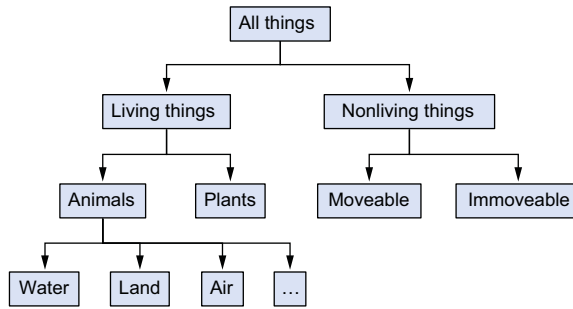 All things
Living things
Nonliving things
Animals
Plants
Moveable
Immoveable
Water
Land
Air
...